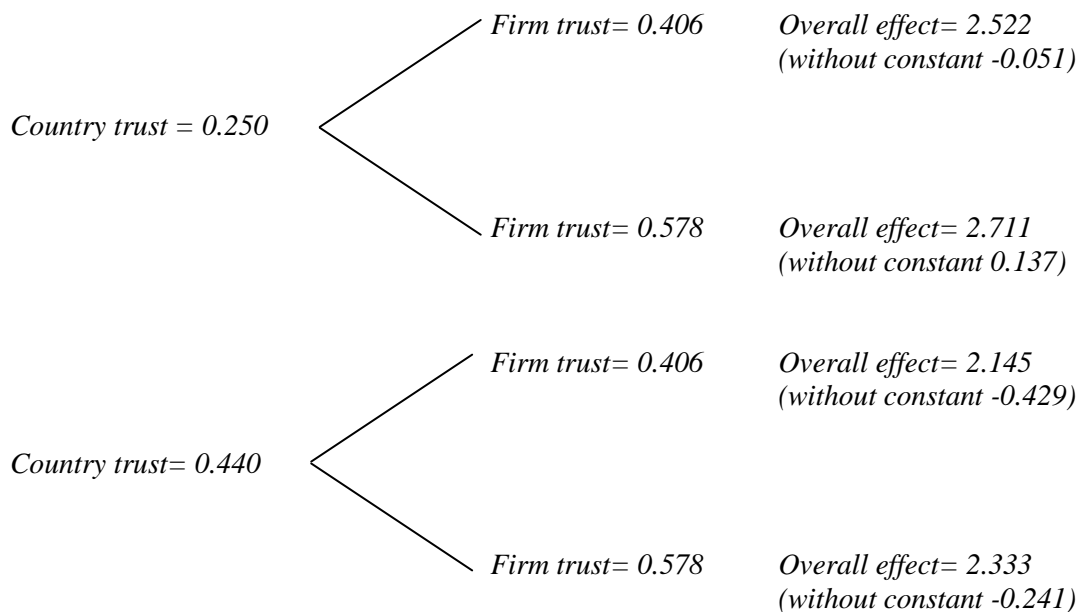 Firm trust= 0.406 Overall effect= 2.522
(without constant -0.051)
Country trust = 0.250
Firm trust= 0.578 Overall effect= 2.711
(without constant 0.137)
Firm trust= 0.406 Overall effect= 2.145
(without constant -0.429)
Country trust= 0.440
Firm trust= 0.578 Overall effect= 2.333
(without constant -0.241)